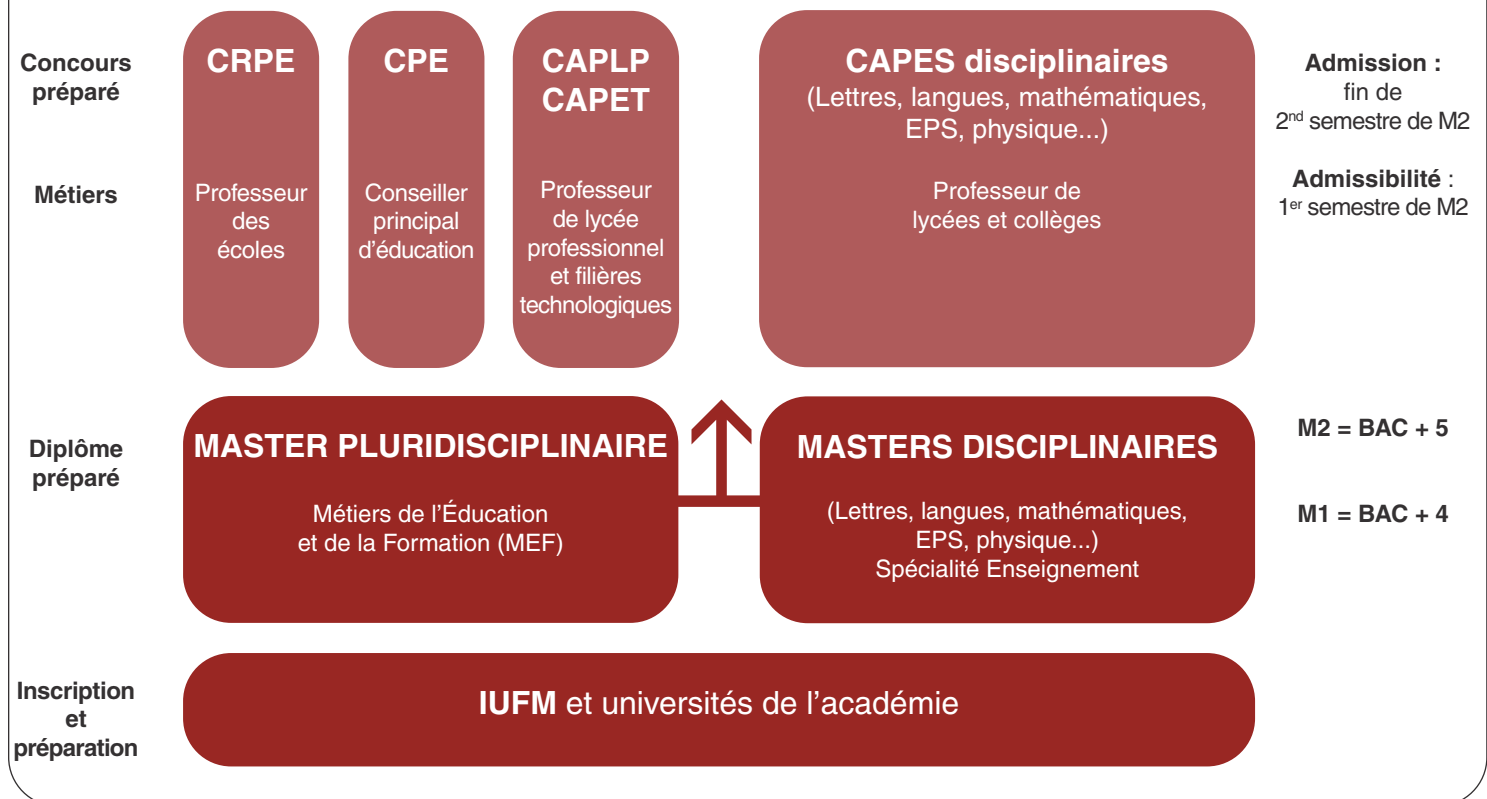 Concours
préparé
CRPE
CPE
CAPLP
CAPET
CAPES disciplinaires
(Lettres, langues, mathématiques,
EPS, physique...)
Admission :
fin de
2nd semestre de M2
Métiers
Professeur
des
écoles
Conseiller
principal
d'éducation
Professeur
de lycée
professionnel
et filières
technologiques
Professeur de
lycées et collèges
Admissibilité :
1er semestre de M2
Diplôme
préparé
MASTER PLURIDISCIPLINAIRE
Métiers de l’Éducation
et de la Formation (MEF)
MASTERS DISCIPLINAIRES
(Lettres, langues, mathématiques,
EPS, physique...)
Spécialité Enseignement
M2 = BAC + 5
M1 = BAC + 4
Inscription
et
préparation
IUFM et universités de l’académie